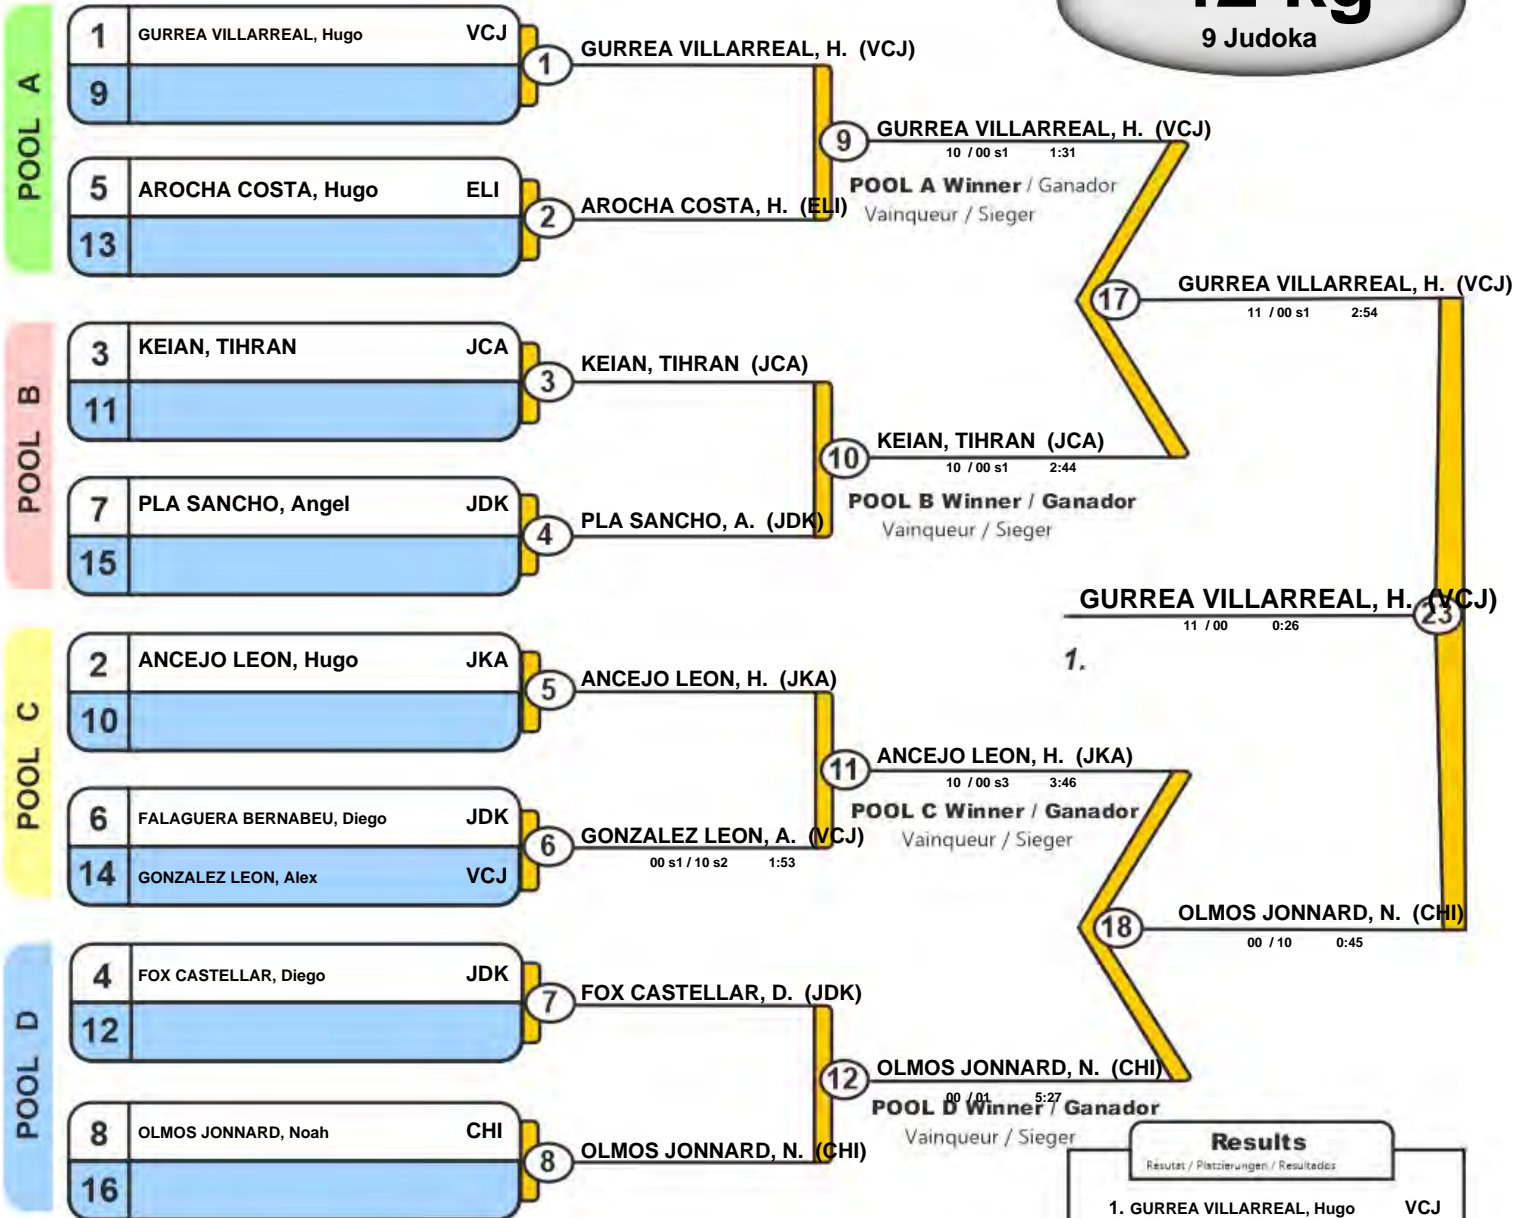 42 kg
9 Judoka
POOL A
1 GURREA VILLARREAL, Hugo VCJ
9
1
GURREA VILLARREAL, H. (VCJ)
5 AROCHA COSTA, Hugo ELI
13
2
AROCHA COSTA, H. (ELI)
9
GURREA VILLARREAL, H. (VCJ)
10 / 00 s1 1:31
POOL A Winner / Ganador
Vainqueur / Sieger
POOL B
3 KEIAN, TIHRAN JCA
11
3
KEIAN, TIHRAN (JCA)
7 PLA SANCHO, Angel JDK
15
4
PLA SANCHO, A. (JDK)
10
KEIAN, TIHRAN (JCA)
10 / 00 s1 2:44
POOL B Winner / Ganador
Vainqueur / Sieger
17
GURREA VILLARREAL, H. (VCJ)
11 / 00 s1 2:54
GURREA VILLARREAL, H. (VCJ)
23
11 / 00 0:26
1.
POOL C
2 ANCEJO LEON, Hugo JKA
10
5
ANCEJO LEON, H. (JKA)
6 FALAGUERA BERNABEU, Diego JDK
14 GONZALEZ LEON, Alex VCJ
6
GONZALEZ LEON, A. (VCJ)
00 s1 / 10 s2 1:53
11
ANCEJO LEON, H. (JKA)
10 / 00 s3 3:46
POOL C Winner / Ganador
Vainqueur / Sieger
POOL D
4 FOX CASTELLAR, Diego JDK
12
7
FOX CASTELLAR, D. (JDK)
8 OLMOS JONNARD, Noah CHI
16
8
OLMOS JONNARD, N. (CHI)
12
OLMOS JONNARD, N. (CHI)
00 / 01 5:27
POOL D Winner / Ganador
Vainqueur / Sieger
18
OLMOS JONNARD, N. (CHI)
00 / 10 0:45
Results
Résutat / Platzierungen / Resultados
1. GURREA VILLARREAL, Hugo VCJ